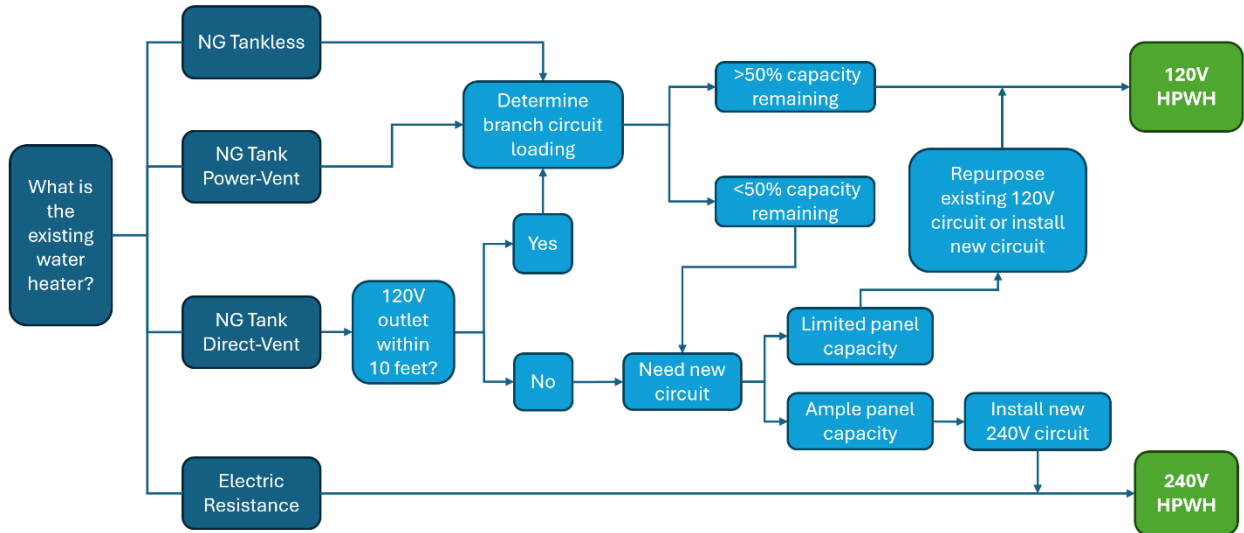 What is
the
existing
water
heater?
NG Tankless
NG Tank
Power-Vent
NG Tank
Direct-Vent
Electric
Resistance
120V
outlet
within
10 feet?
Yes
No
Determine
branch circuit
loading
>50% capacity
remaining
<50% capacity
remaining
Need new
circuit
Limited panel
capacity
Ample panel
capacity
Repurpose
existing 120V
circuit or install
new circuit
Install new
240V circuit
120V
HPWH
240V
HPWH